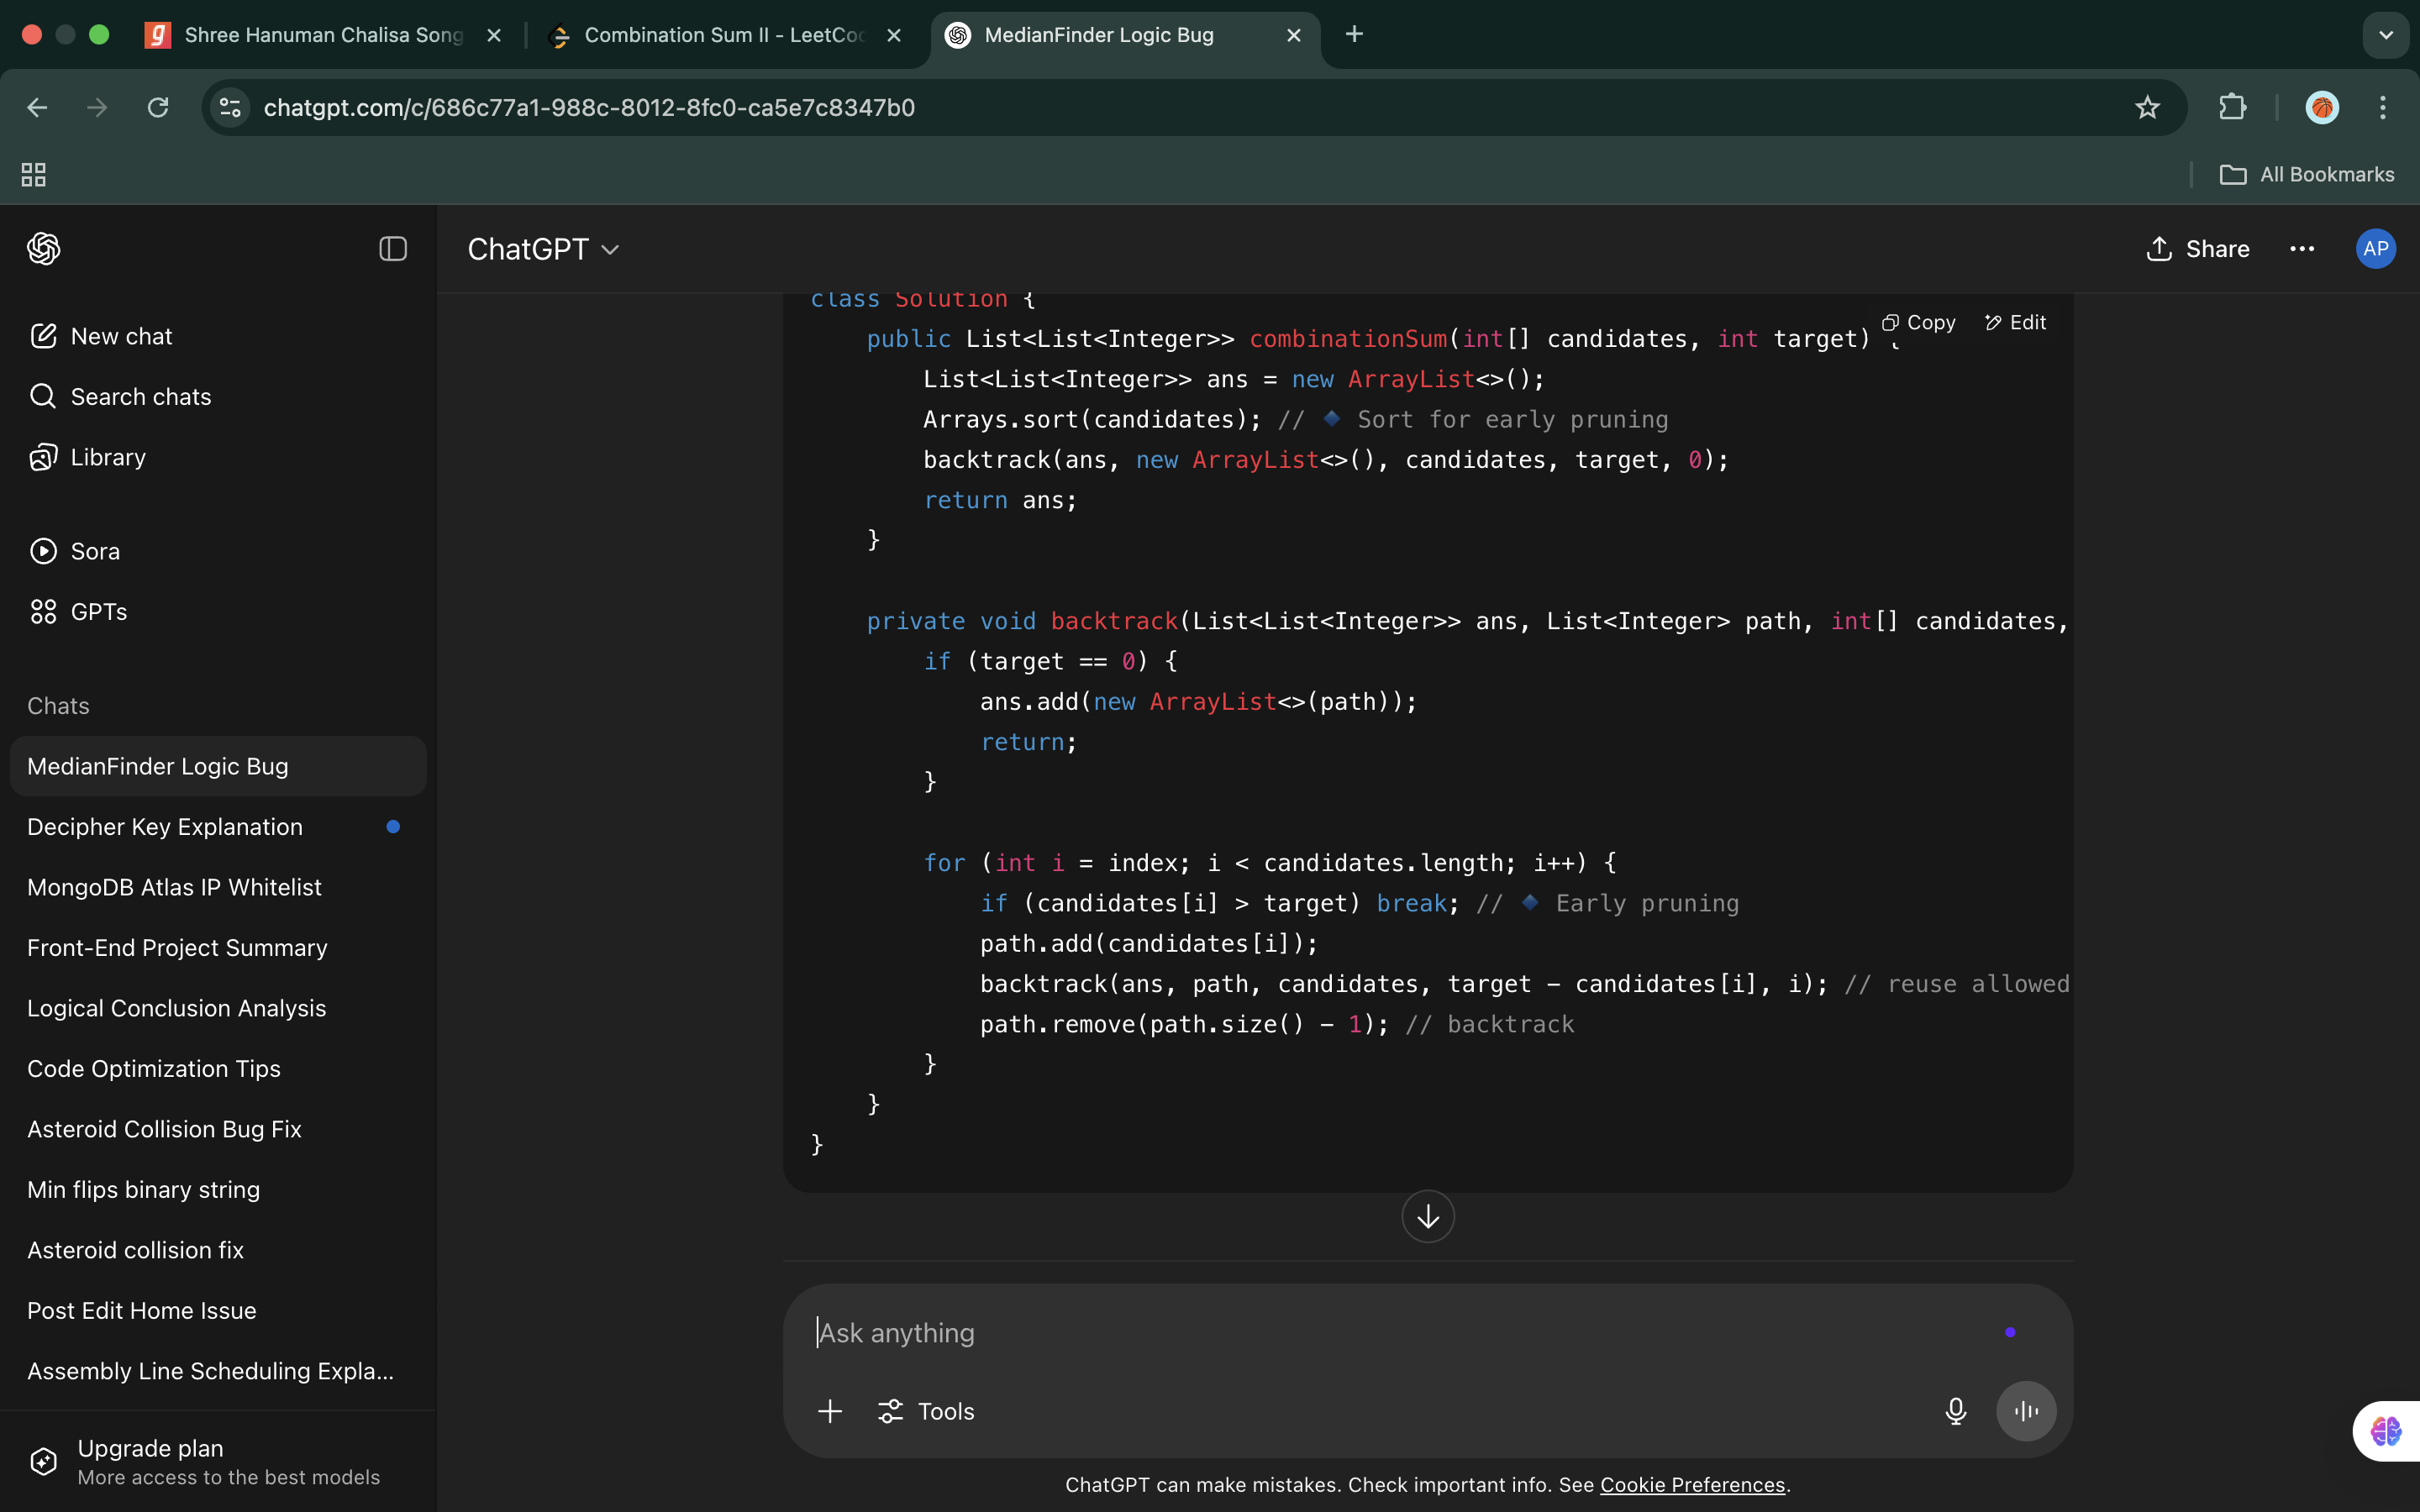 Shree Hanuman Chalisa Song
Combination Sum II - LeetCo
MedianFinder Logic Bug
chatgpt.com/c/686c77a1-988c-8012-8fc0-ca5e7c8347b0
All Bookmarks
ChatGPT
Share
AP
New chat
Search chats
Library
Sora
GPTs
Chats
MedianFinder Logic Bug
Decipher Key Explanation
MongoDB Atlas IP Whitelist
Front-End Project Summary
Logical Conclusion Analysis
Code Optimization Tips
Asteroid Collision Bug Fix
Min flips binary string
Asteroid collision fix
Post Edit Home Issue
Assembly Line Scheduling Expla...
Upgrade plan
More access to the best models
Copy
Edit
class Solution {
    public List<List<Integer>> combinationSum(int[] candidates, int target) {
        List<List<Integer>> ans = new ArrayList<>();
        Arrays.sort(candidates); // 🔹 Sort for early pruning
        backtrack(ans, new ArrayList<>(), candidates, target, 0);
        return ans;
    }
    private void backtrack(List<List<Integer>> ans, List<Integer> path, int[] candidates,
        if (target == 0) {
            ans.add(new ArrayList<>(path));
            return;
        }
        for (int i = index; i < candidates.length; i++) {
            if (candidates[i] > target) break; // 🔹 Early pruning
            path.add(candidates[i]);
            backtrack(ans, path, candidates, target - candidates[i], i); // reuse allowed
            path.remove(path.size() - 1); // backtrack
        }
    }
}
Ask anything
Tools
ChatGPT can make mistakes. Check important info. See Cookie Preferences.